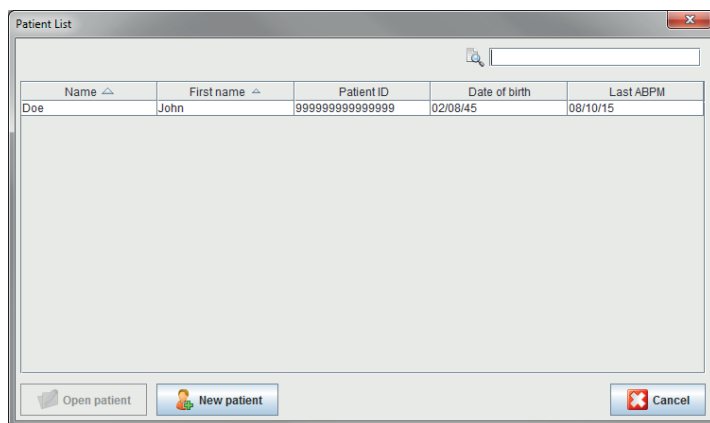 Patient List
Name First name Patient ID Date of birth Last ABPM
Doe John 999999999999999 02/08/45 08/10/15
Open patient New patient Cancel